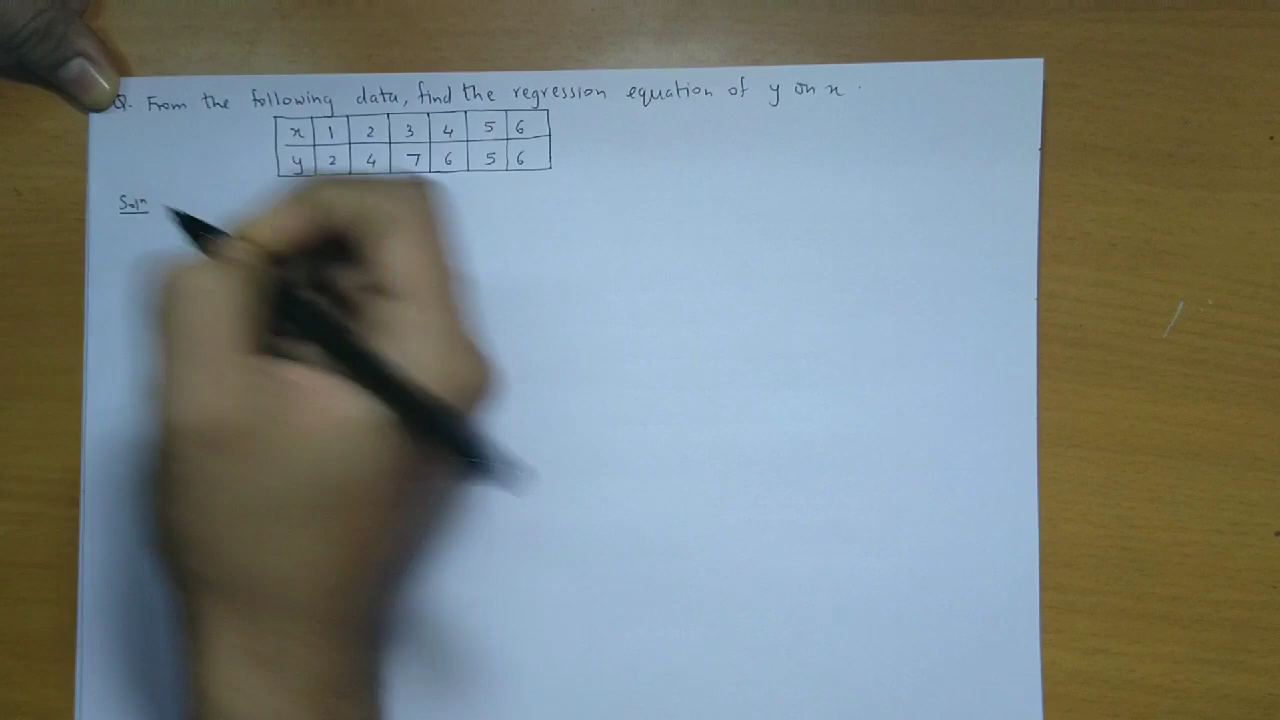 Q. From the following data, find the regression equation of y on x.
x 1 2 3 4 5 6
y 2 4 7 6 5 6
Soln